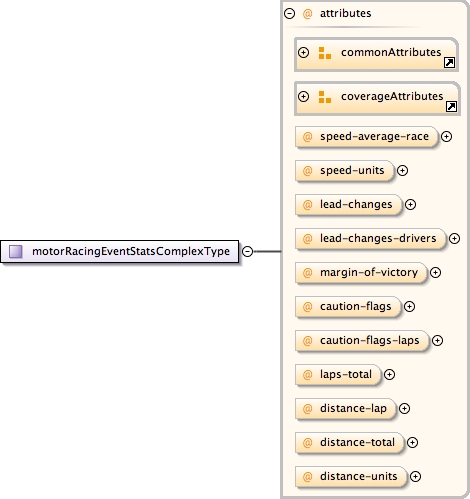 @ attributes
commonAttributes
coverageAttributes
@ speed-average-race
@ speed-units
@ lead-changes
@ lead-changes-drivers
motorRacingEventStatsComplexType
@ margin-of-victory
@ caution-flags
@ caution-flags-laps
@ laps-total
@ distance-lap
@ distance-total
@ distance-units